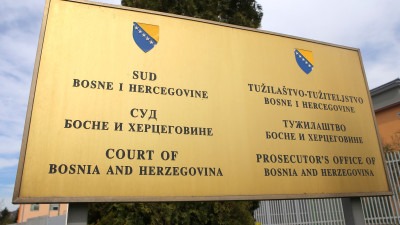 SUD
BOSNE I HERCEGOVINE
СУД
БОСНЕ И ХЕРЦЕГОВИНЕ
COURT OF
BOSNIA AND HERZEGOVINA
TUŽILAŠTVO-TUŽITELJSTVO
BOSNE I HERCEGOVINE
ТУЖИЛАШТВО
БОСНЕ И ХЕРЦЕГОВИНЕ
PROSECUTOR'S OFFICE OF
BOSNIA AND HERZEGOVINA